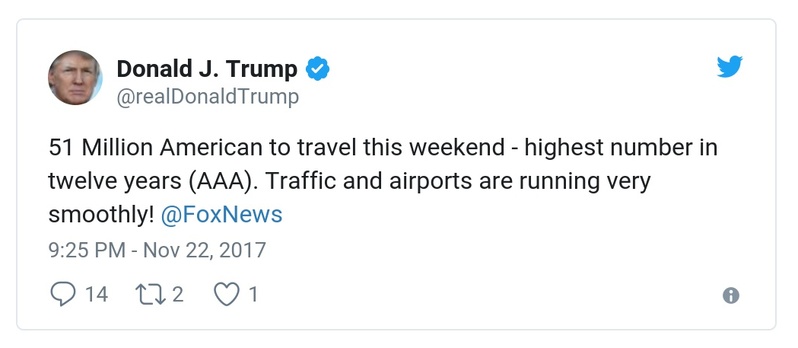 Donald J. Trump
@realDonaldTrump
51 Million American to travel this weekend - highest number in
twelve years (AAA). Traffic and airports are running very
smoothly! @FoxNews
9:25 PM - Nov 22, 2017
14 2 1